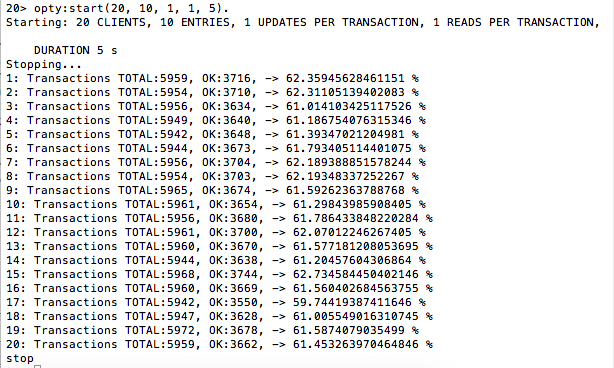 20> opty:start(20, 10, 1, 1, 5).
Starting: 20 CLIENTS, 10 ENTRIES, 1 UPDATES PER TRANSACTION, 1 READS PER TRANSACTION,
DURATION 5 s
Stopping...
1: Transactions TOTAL:5959, OK:3716, -> 62.35945628461151 %
2: Transactions TOTAL:5954, OK:3710, -> 62.31105139402083 %
3: Transactions TOTAL:5956, OK:3634, -> 61.014103425117526 %
4: Transactions TOTAL:5949, OK:3640, -> 61.186754076315346 %
5: Transactions TOTAL:5942, OK:3648, -> 61.39347021204981 %
6: Transactions TOTAL:5944, OK:3673, -> 61.793405114401075 %
7: Transactions TOTAL:5956, OK:3704, -> 62.189388851578244 %
8: Transactions TOTAL:5954, OK:3703, -> 62.19348337252267 %
9: Transactions TOTAL:5965, OK:3674, -> 61.59262363788768 %
10: Transactions TOTAL:5961, OK:3654, -> 61.29843985908405 %
11: Transactions TOTAL:5956, OK:3680, -> 61.786433848220284 %
12: Transactions TOTAL:5961, OK:3700, -> 62.07012246267405 %
13: Transactions TOTAL:5960, OK:3670, -> 61.577181208053695 %
14: Transactions TOTAL:5944, OK:3638, -> 61.20457604306864 %
15: Transactions TOTAL:5968, OK:3744, -> 62.734584450402146 %
16: Transactions TOTAL:5960, OK:3669, -> 61.560402684563755 %
17: Transactions TOTAL:5942, OK:3550, -> 59.74419387411646 %
18: Transactions TOTAL:5947, OK:3628, -> 61.005549016310745 %
19: Transactions TOTAL:5972, OK:3678, -> 61.5874079035499 %
20: Transactions TOTAL:5959, OK:3662, -> 61.453263970464846 %
stop